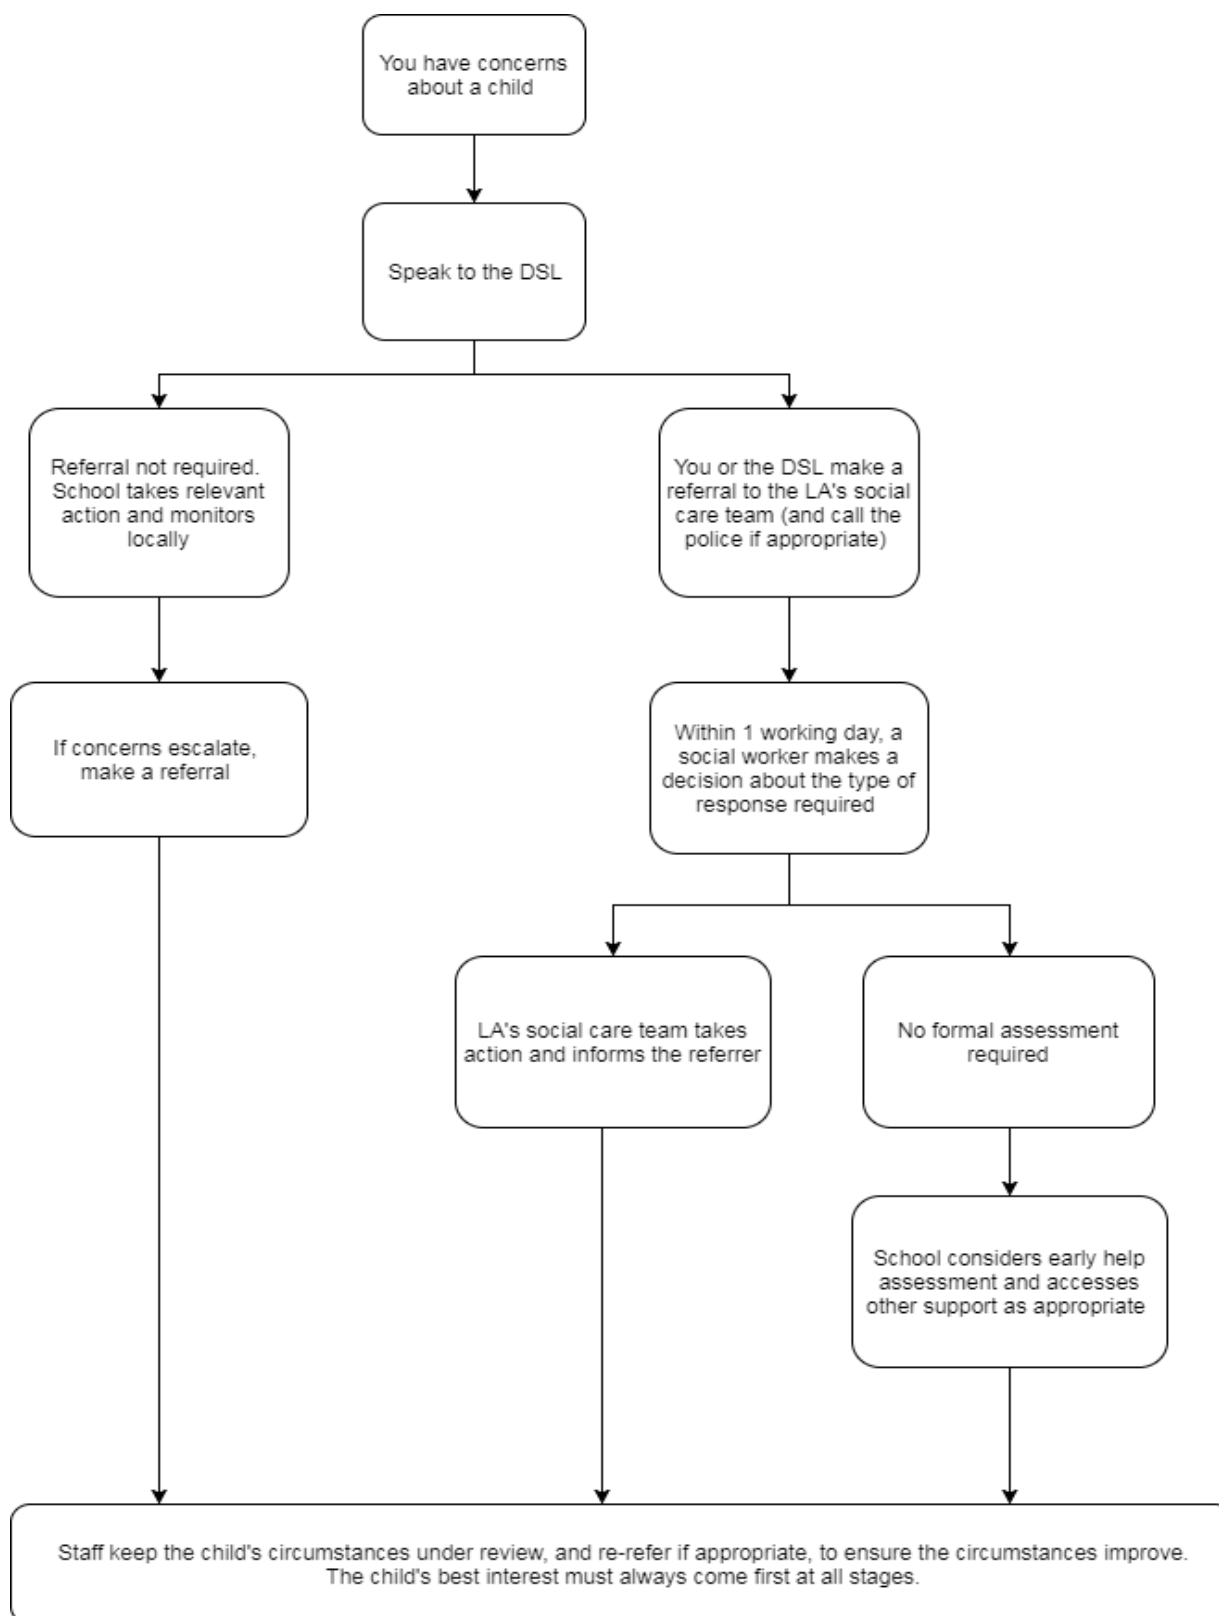 You have concerns
about a child
Speak to the DSL
Referral not required.
School takes relevant
action and monitors
locally
You or the DSL make a
referral to the LA's social
care team (and call the
police if appropriate)
If concerns escalate,
make a referral
Within 1 working day, a
social worker makes a
decision about the type of
response required
LA's social care team takes
action and informs the referrer
No formal assessment
required
School considers early help
assessment and accesses
other support as appropriate
Staff keep the child's circumstances under review, and re-refer if appropriate, to ensure the circumstances improve.
The child's best interest must always come first at all stages.